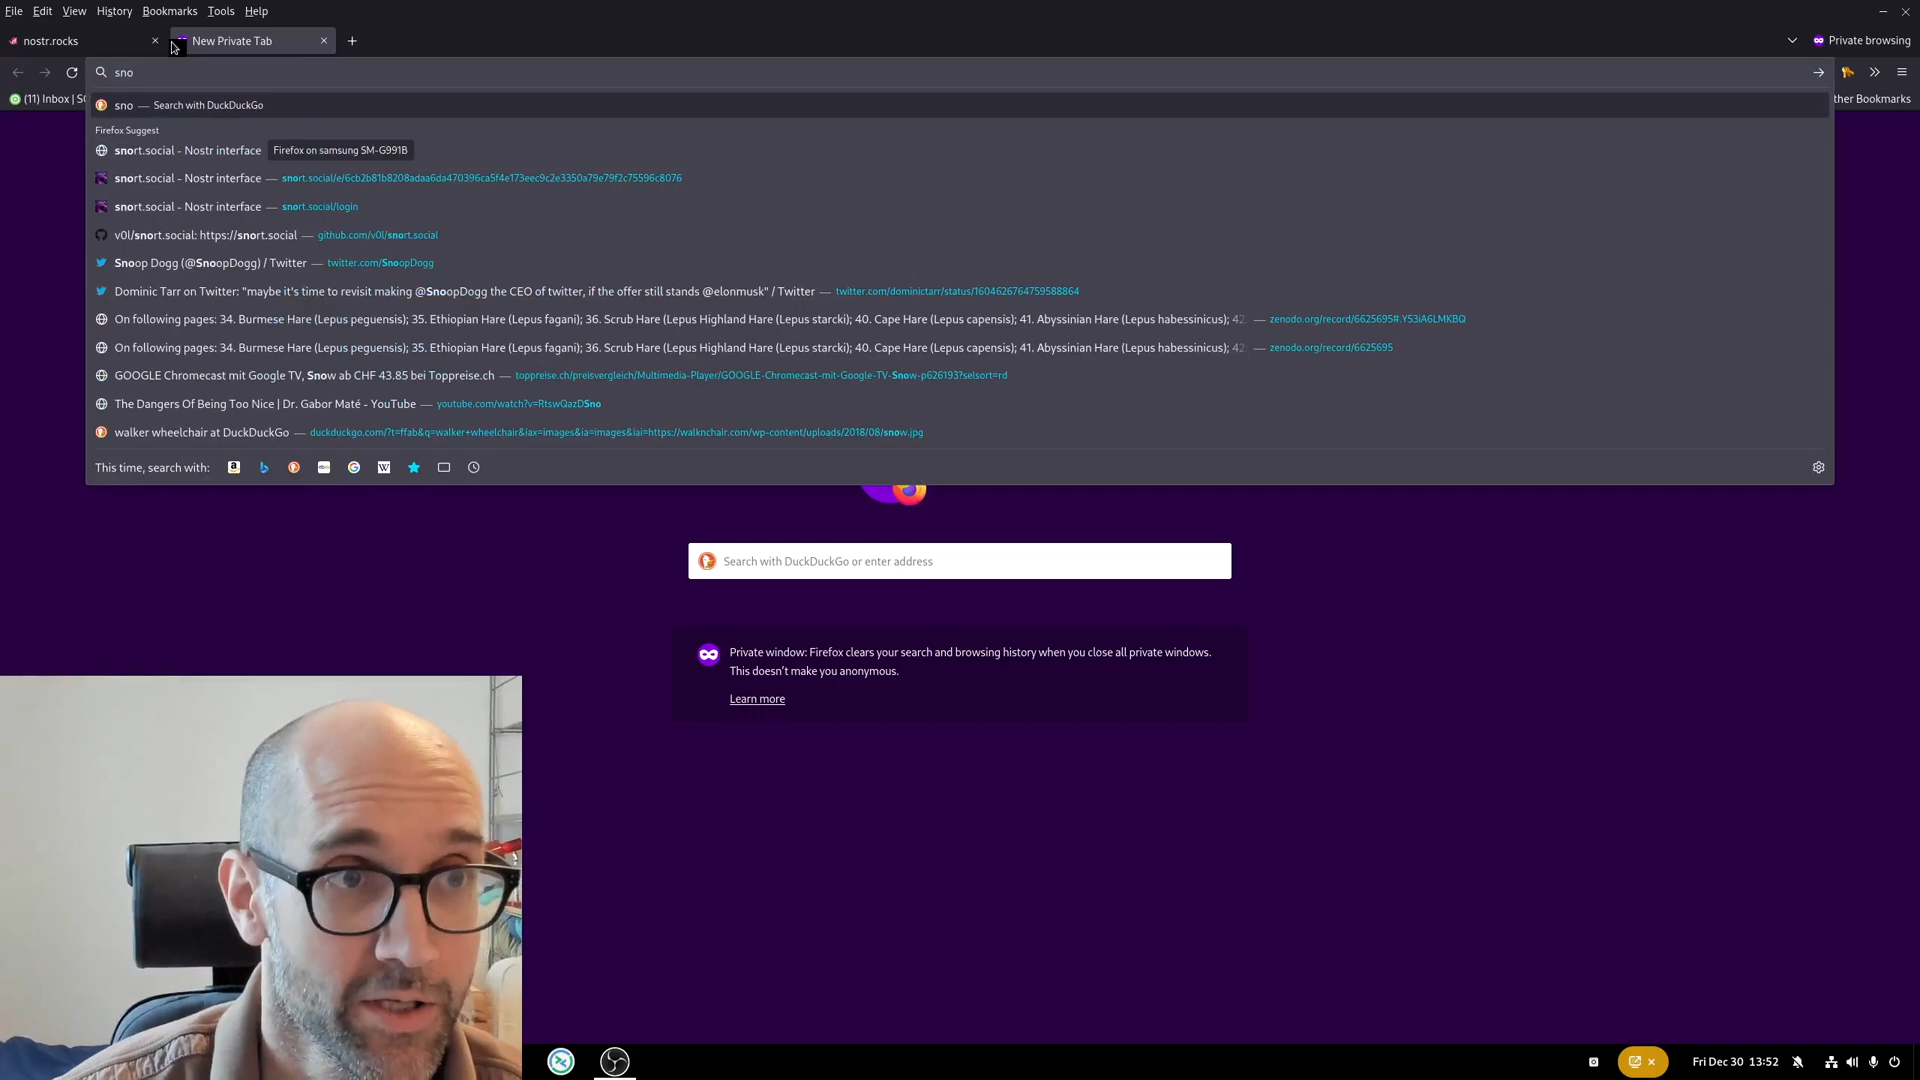 File Edit View History Bookmarks Tools Help
nostr.rocks
New Private Tab
Private browsing
sno
(11) Inbox | S
ther Bookmarks
sno — Search with DuckDuckGo
Firefox Suggest
snort.social - Nostr interface Firefox on samsung SM-G991B
snort.social - Nostr interface — snort.social/e/6cb2b81b8208adaa6da470396ca5f4e173eec9c2e3350a79e79f2c75596c8076
snort.social - Nostr interface — snort.social/login
v0l/snort.social: https://snort.social — github.com/v0l/snort.social
Snoop Dogg (@SnoopDogg) / Twitter — twitter.com/SnoopDogg
Dominic Tarr on Twitter: "maybe it's time to revisit making @SnoopDogg the CEO of twitter, if the offer still stands @elonmusk" / Twitter — twitter.com/dominictarr/status/1604626764759588864
On following pages: 34. Burmese Hare (Lepus peguensis); 35. Ethiopian Hare (Lepus fagani); 36. Scrub Hare (Lepus Highland Hare (Lepus starcki); 40. Cape Hare (Lepus capensis); 41. Abyssinian Hare (Lepus habessinicus); 42 — zenodo.org/record/6625695#.Y53iA6LMKBQ
On following pages: 34. Burmese Hare (Lepus peguensis); 35. Ethiopian Hare (Lepus fagani); 36. Scrub Hare (Lepus Highland Hare (Lepus starcki); 40. Cape Hare (Lepus capensis); 41. Abyssinian Hare (Lepus habessinicus); 42 — zenodo.org/record/6625695
GOOGLE Chromecast mit Google TV, Snow ab CHF 43.85 bei Toppreise.ch — toppreise.ch/preisvergleich/Multimedia-Player/GOOGLE-Chromecast-mit-Google-TV-Snow-p626193?selsort=rd
The Dangers Of Being Too Nice | Dr. Gabor Maté - YouTube — youtube.com/watch?v=RtswQazDSno
walker wheelchair at DuckDuckGo — duckduckgo.com/?t=ffab&q=walker+wheelchair&iax=images&ia=images&iai=https://walknchair.com/wp-content/uploads/2018/08/snow.jpg
This time, search with:
Search with DuckDuckGo or enter address
Private window: Firefox clears your search and browsing history when you close all private windows.
This doesn't make you anonymous.
Learn more
Fri Dec 30 13:52